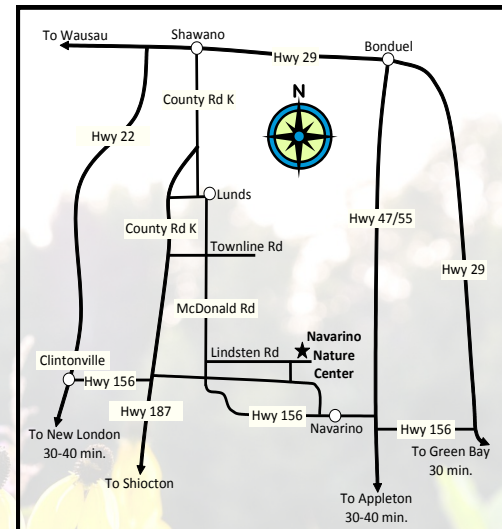 To Wausau
Shawano
Bonduel
Hwy 29
County Rd K
N
Hwy 22
Lunds
County Rd K
Hwy 47/55
Townline Rd
Hwy 29
McDonald Rd
Navarino
Nature
Center
Lindsten Rd
Clintonville
Hwy 156
Hwy 187
Hwy 156
Navarino
Hwy 156
To New London
30-40 min.
To Green Bay
30 min.
To Shiocton
To Appleton
30-40 min.